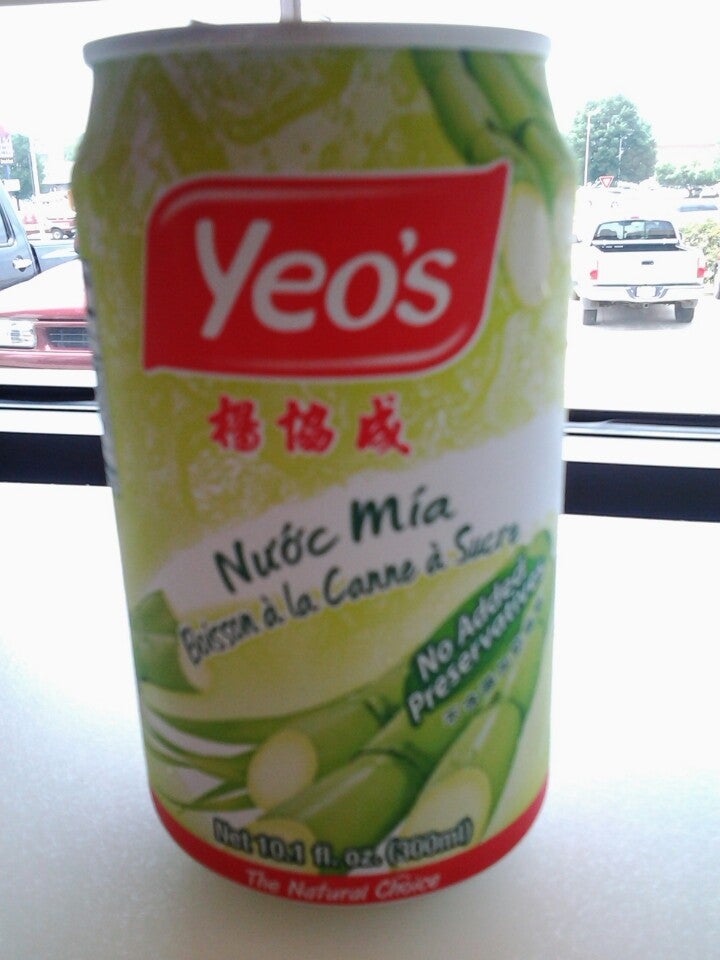 Yeo's
楊協成
Nước Mía
Boisson à la Canne à Sucre
No Added
Preservatives
Net 10.1 fl. oz. (300ml)
The Natural Choice